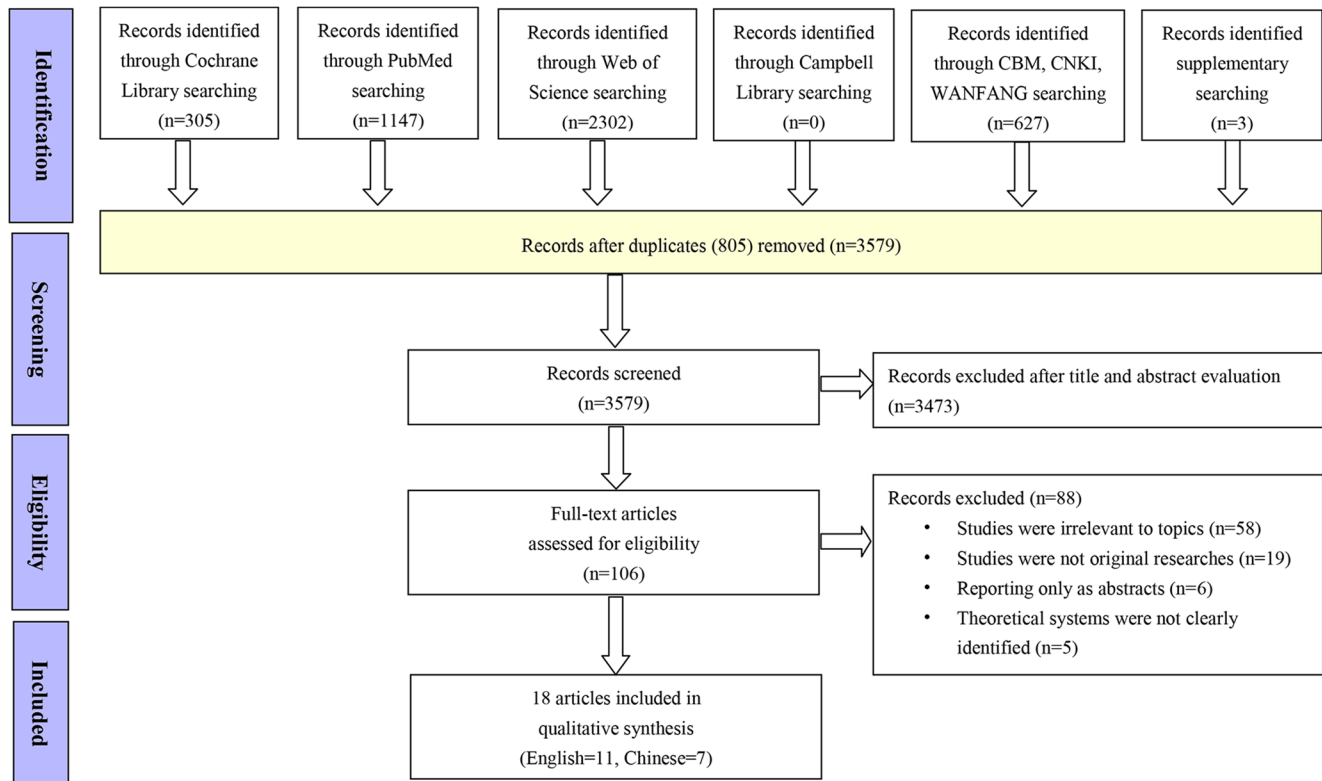 Identification
Records identified
through Cochrane
Library searching
(n=305)
Records identified
through PubMed
searching
(n=1147)
Records identified
through Web of
Science searching
(n=2302)
Records identified
through Campbell
Library searching
(n=0)
Records identified
through CBM, CNKI,
WANFANG searching
(n=627)
Records identified
supplementary
searching
(n=3)
Records after duplicates (805) removed (n=3579)
Screening
Records screened
(n=3579)
Records excluded after title and abstract evaluation
(n=3473)
Eligibility
Full-text articles
assessed for eligibility
(n=106)
Records excluded (n=88)
• Studies were irrelevant to topics (n=58)
• Studies were not original researches (n=19)
• Reporting only as abstracts (n=6)
• Theoretical systems were not clearly
identified (n=5)
Included
18 articles included in
qualitative synthesis
(English=11, Chinese=7)